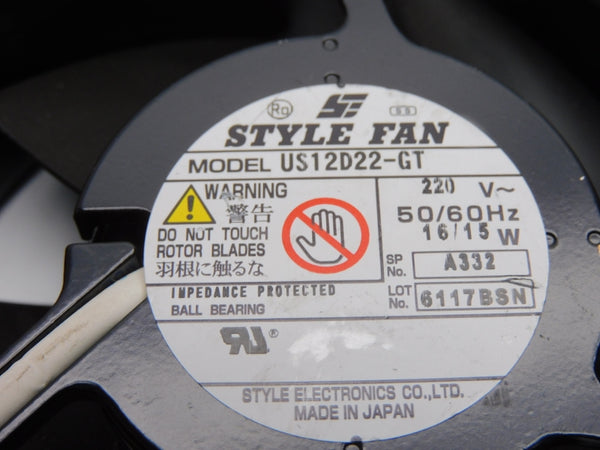 STYLE FAN
MODEL US12D22-GT
WARNING
警告
DO NOT TOUCH
ROTOR BLADES
羽根に触るな
220 V~
50/60Hz
16/15 W
SP No. A332
LOT No. 6117BSN
IMPEDANCE PROTECTED
BALL BEARING
STYLE ELECTRONICS CO.,LTD.
MADE IN JAPAN